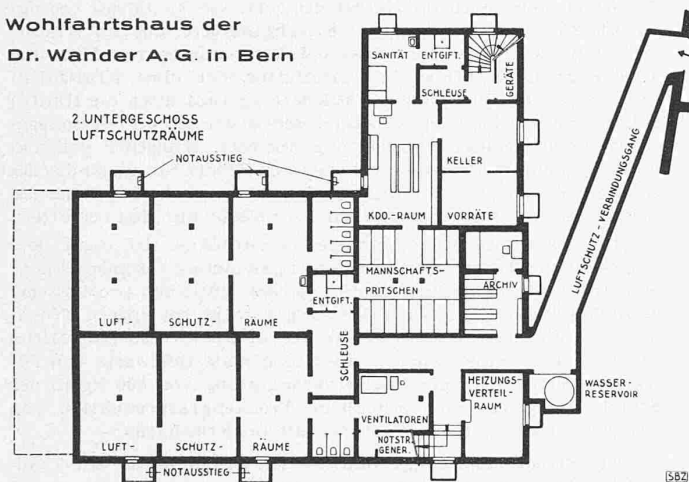 Wohlfahrtshaus der
Dr. Wander A. G. in Bern
2.UNTERGESCHOSS
LUFTSCHUTZRÄUME
NOTAUSSTIEG
SANITÄT
ENTGIFT.
SCHLEUSE
GERÄTE
KELLER
KDO.-RAUM
VORRÄTE
LUFTSCHUTZ-VERBINDUNGSGANG
MANNSCHAFTS-
PRITSCHEN
ARCHIV
ENTGIFT.
LUFT-
SCHUTZ-
RÄUME
SCHLEUSE
VENTILATOREN
HEIZUNGS-
VERTEIL-
RAUM
WASSER-
RESERVOIR
NOTSTR.
GENER.
LUFT-
SCHUTZ-
RÄUME
NOTAUSSTIEG
SBZ